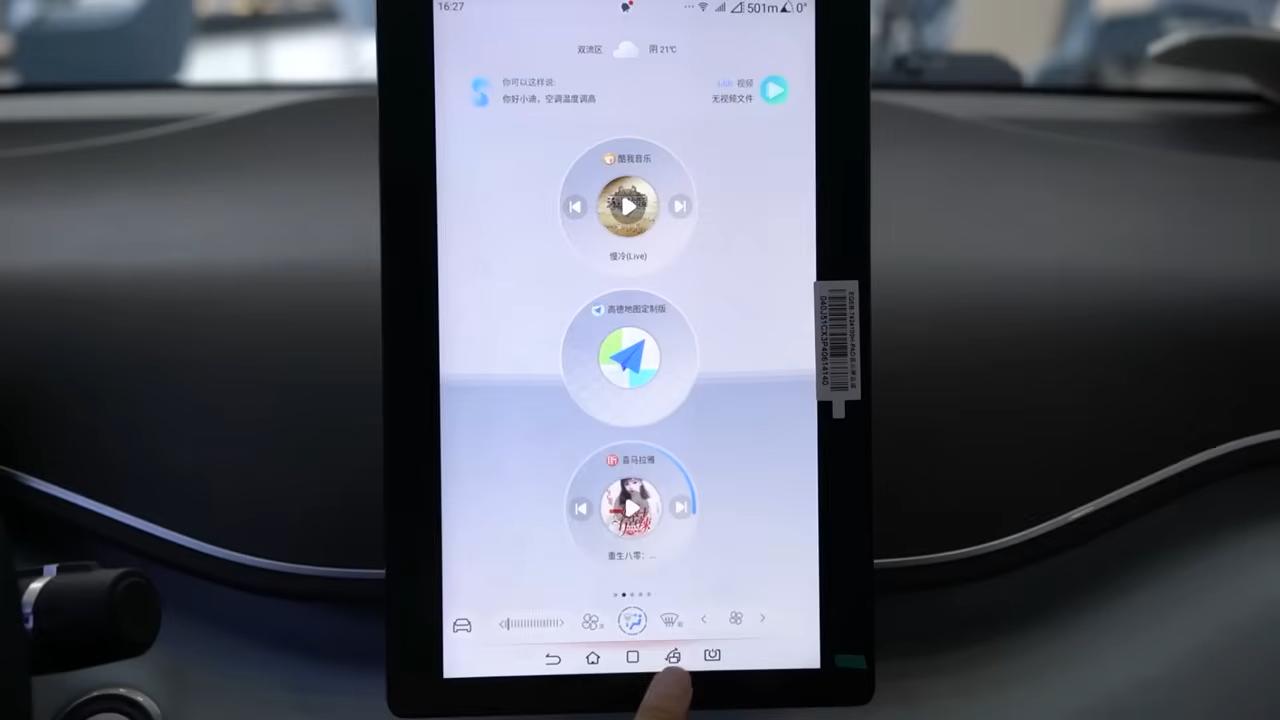 16:27
501m
0°
双流区
阴 21℃
你可以这样说:
你好小迪，空调温度调高
视频
无视频文件
酷我音乐
慢冷(Live)
高德地图定制版
喜马拉雅
重生八零：...